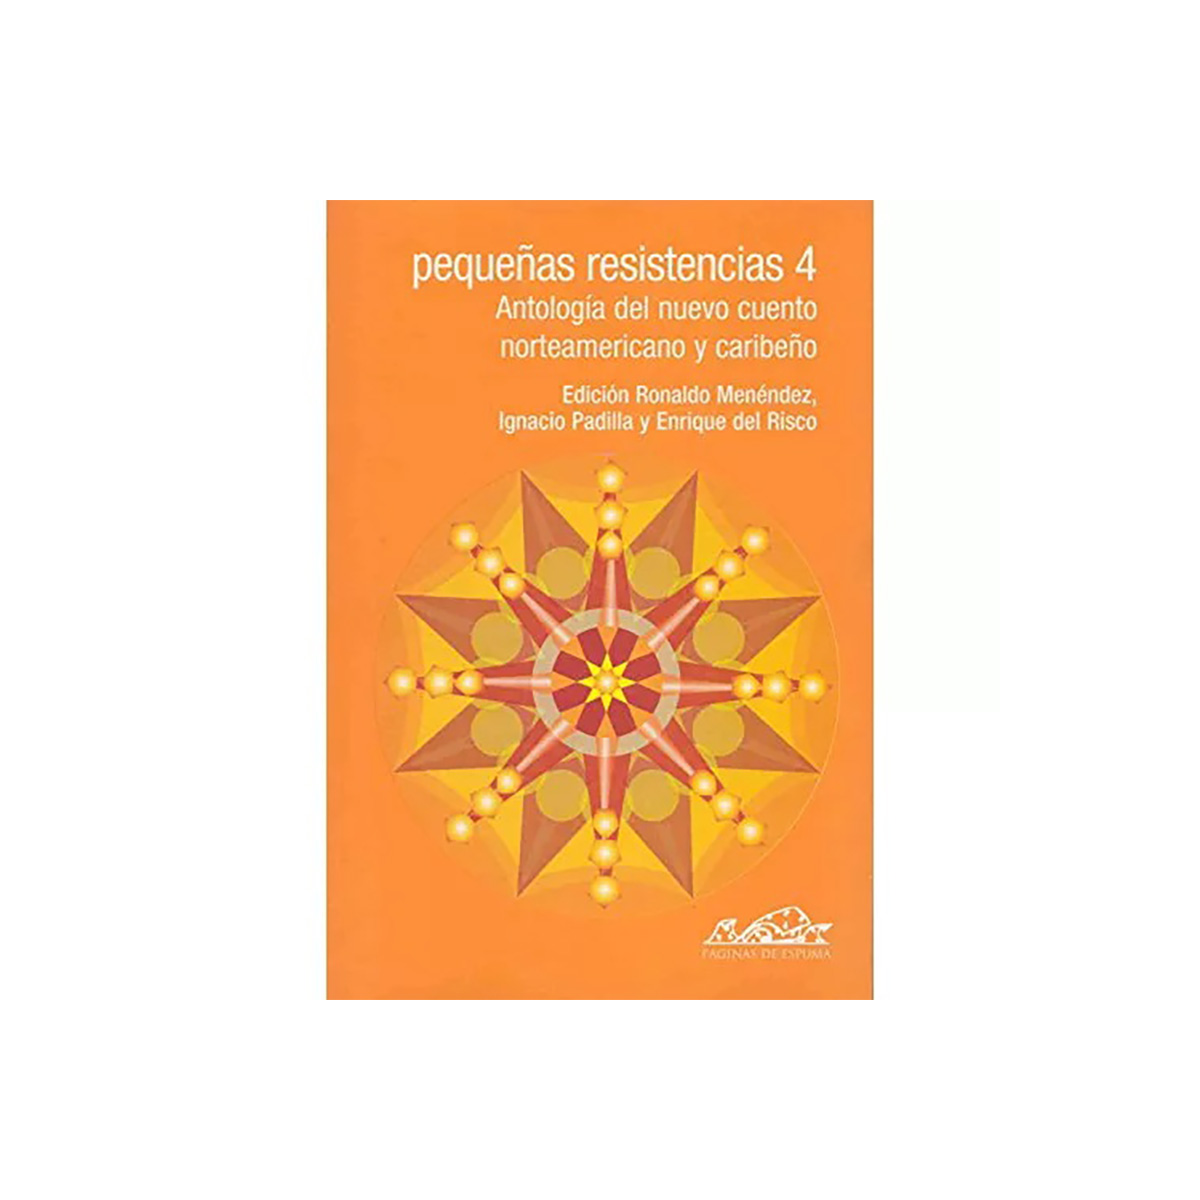 pequeñas resistencias 4
Antología del nuevo cuento
norteamericano y caribeño
Edición Ronaldo Menéndez,
Ignacio Padilla y Enrique del Risco
PÁGINAS DE ESPUMA